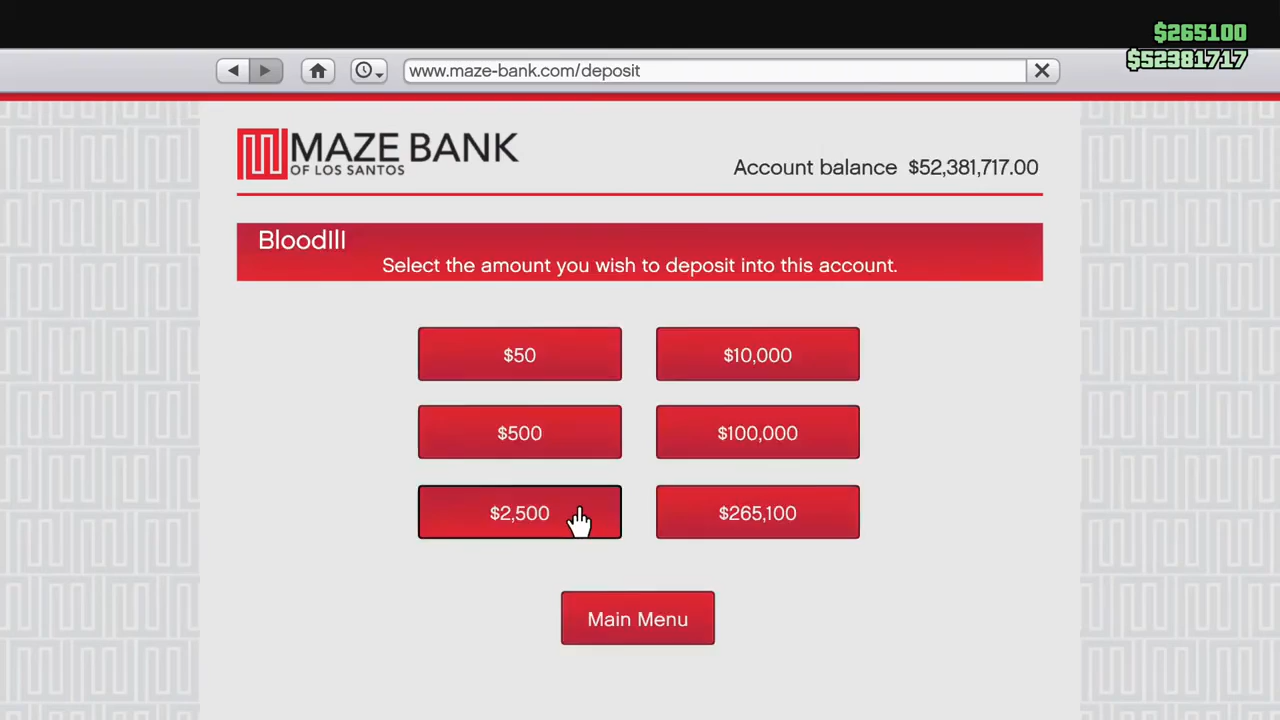 $265100
$52381717
www.maze-bank.com/deposit
MAZE BANK
OF LOS SANTOS
Account balance $52,381,717.00
BloodIll
Select the amount you wish to deposit into this account.
$50
$10,000
$500
$100,000
$2,500
$265,100
Main Menu